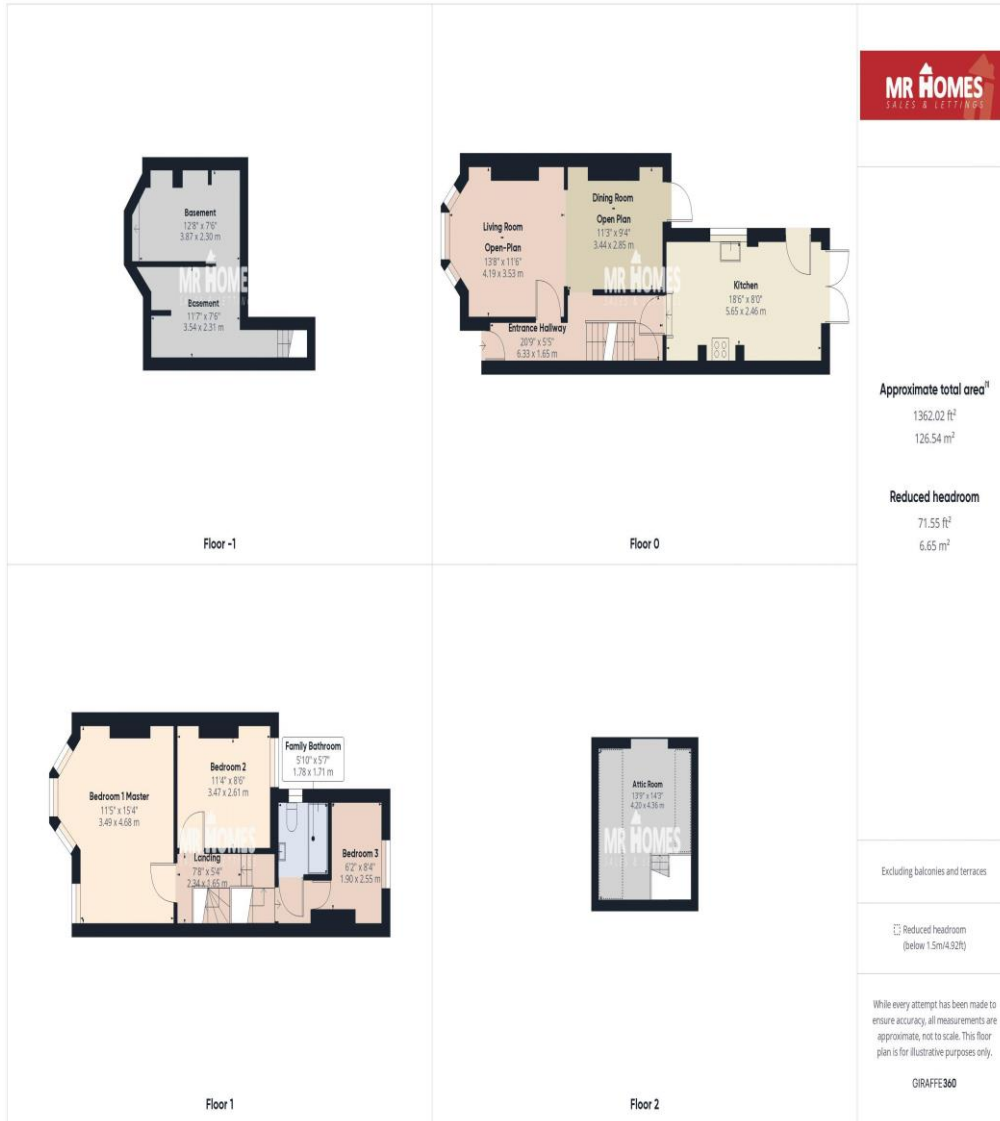 Basement
12'8" x 7'6"
3.87 x 2.30 m
MR HOMES
Basement
11'7" x 7'6"
3.54 x 2.31 m
Floor -1
Living Room
-
Open-Plan
13'8" x 11'6"
4.19 x 3.53 m
Dining Room
-
Open Plan
11'3" x 9'4"
3.44 x 2.85 m
MR HOMES
Kitchen
18'6" x 8'0"
5.65 x 2.46 m
Entrance Hallway
20'9" x 5'5"
6.33 x 1.65 m
Floor 0
MR HOMES
SALES & LETTINGS
Approximate total area⁽¹⁾
1362.02 ft²
126.54 m²
Reduced headroom
71.55 ft²
6.65 m²
Bedroom 1 Master
11'5" x 15'4"
3.49 x 4.68 m
Bedroom 2
11'4" x 8'6"
3.47 x 2.61 m
Family Bathroom
5'10" x 5'7"
1.78 x 1.71 m
MR HOMES
Landing
7'8" x 5'4"
2.34 x 1.65 m
Bedroom 3
6'2" x 8'4"
1.90 x 2.55 m
Floor 1
Attic Room
13'9" x 14'3"
4.20 x 4.36 m
MR HOMES
Floor 2
Excluding balconies and terraces
Reduced headroom
(below 1.5m/4.92ft)
While every attempt has been made to
ensure accuracy, all measurements are
approximate, not to scale. This floor
plan is for illustrative purposes only.
GIRAFFE360